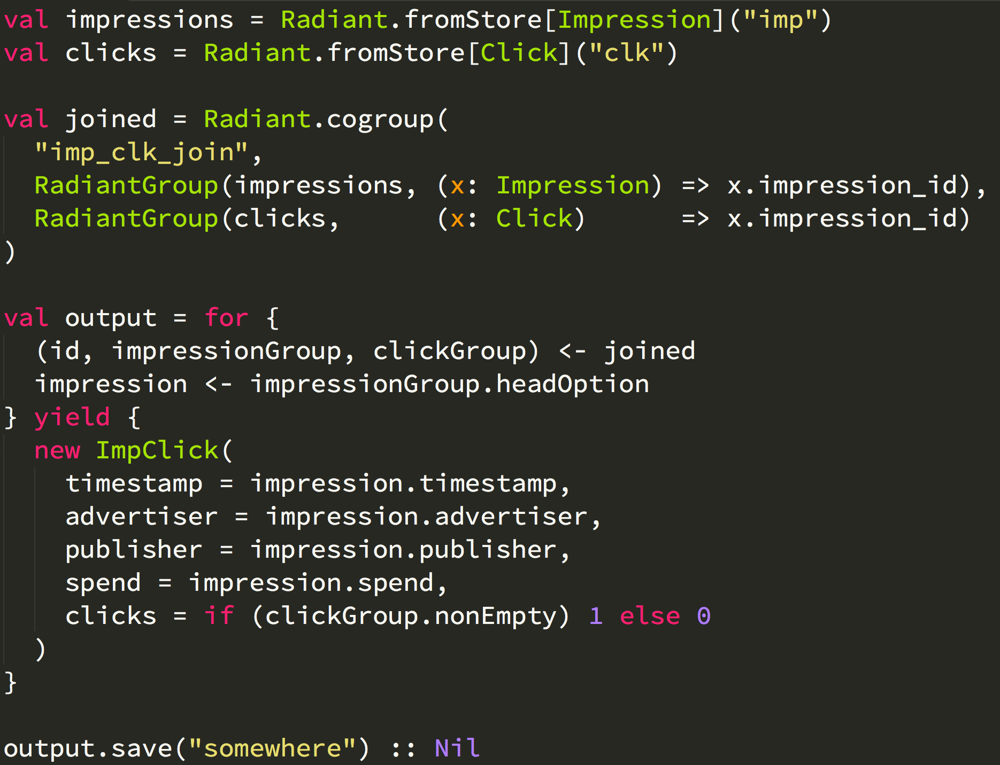 val impressions = Radiant.fromStore[Impression]("imp")
val clicks = Radiant.fromStore[Click]("clk")

val joined = Radiant.cogroup(
  "imp_clk_join",
  RadiantGroup(impressions, (x: Impression) => x.impression_id),
  RadiantGroup(clicks,      (x: Click)      => x.impression_id)
)

val output = for {
  (id, impressionGroup, clickGroup) <- joined
  impression <- impressionGroup.headOption
} yield {
  new ImpClick(
    timestamp = impression.timestamp,
    advertiser = impression.advertiser,
    publisher = impression.publisher,
    spend = impression.spend,
    clicks = if (clickGroup.nonEmpty) 1 else 0
  )
}

output.save("somewhere") :: Nil